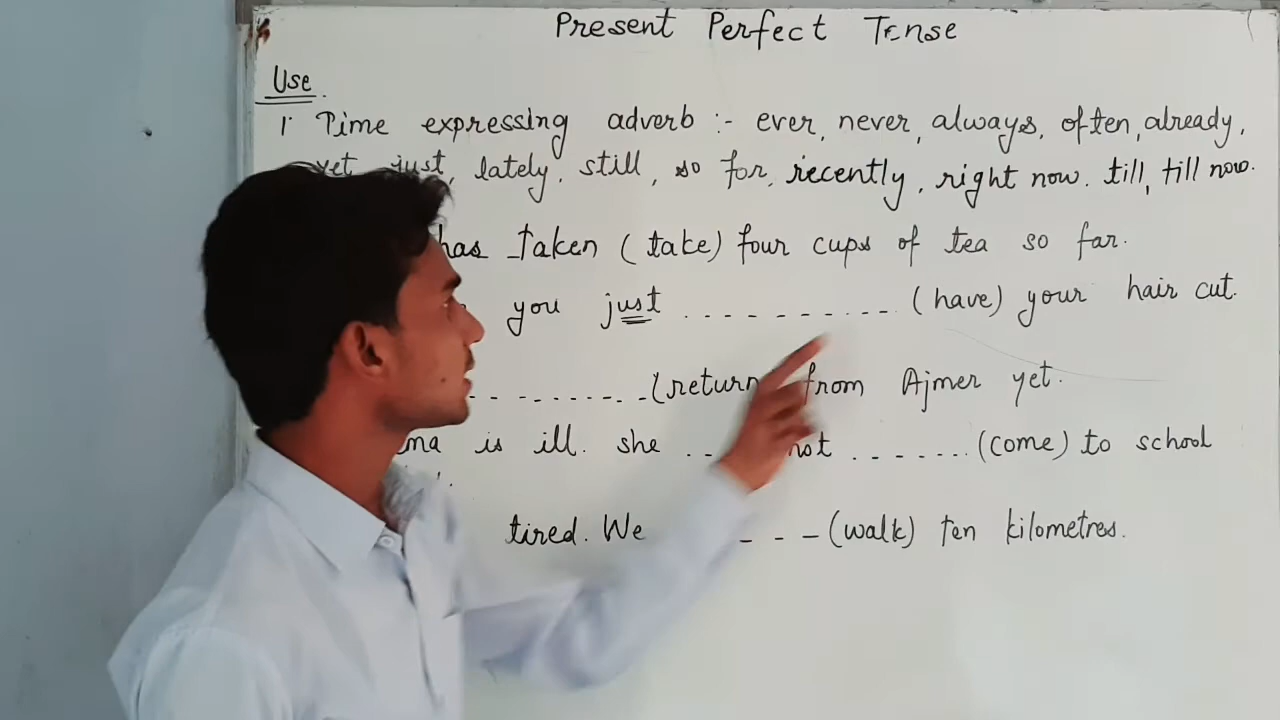 Present Perfect Tense
Use
1. Time expressing adverb :- ever, never, always, often, already,
yet, just, lately, still, so for, recently, right now. till, till now.
has taken (take) four cups of tea so far.
you just .......... (have) your hair cut.
......... (return from Ajmer yet.
is ill. she .. not ....... (come) to school
tired. We - - - (walk) ten kilometres.